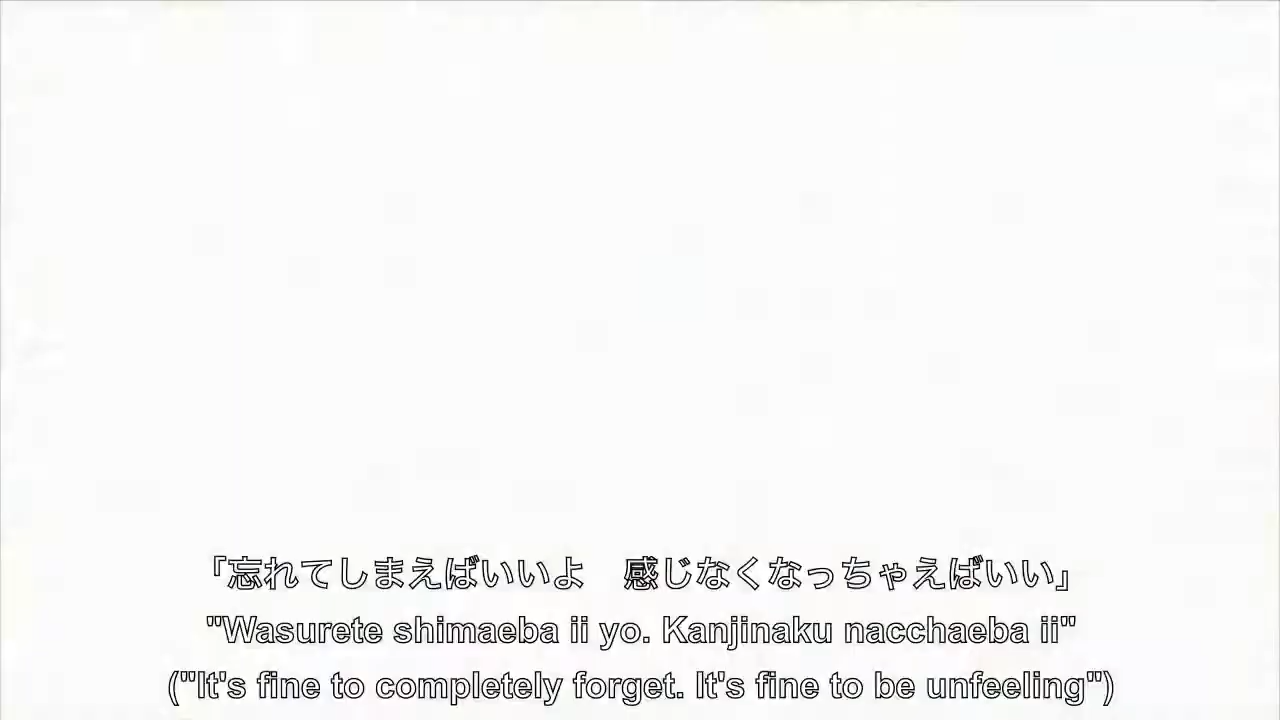 「忘れてしまえばいいよ　感じなくなっちゃえばいい」
"Wasurete shimaeba ii yo. Kanjinaku nacchaeba ii"
("It's fine to completely forget. It's fine to be unfeeling")